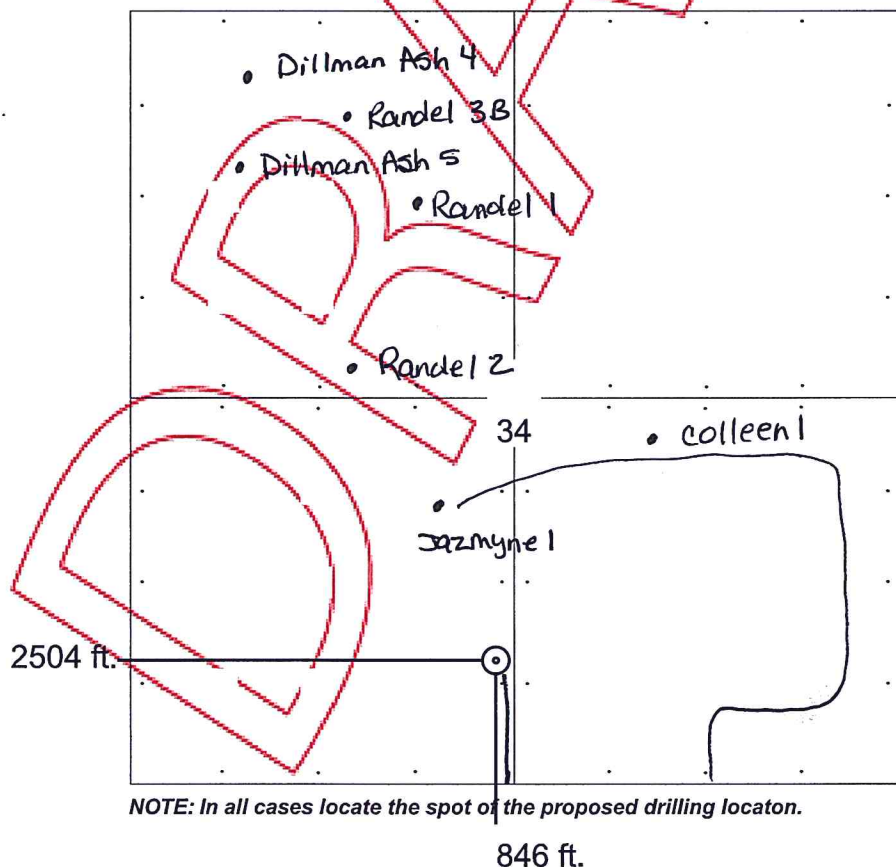 Dillman Ash 4
Randel 3B
Dillman Ash 5
Randel 1
Randel 2
34
Colleen 1
Jazmyne 1
2504 ft.
NOTE: In all cases locate the spot of the proposed drilling locaton.
846 ft.